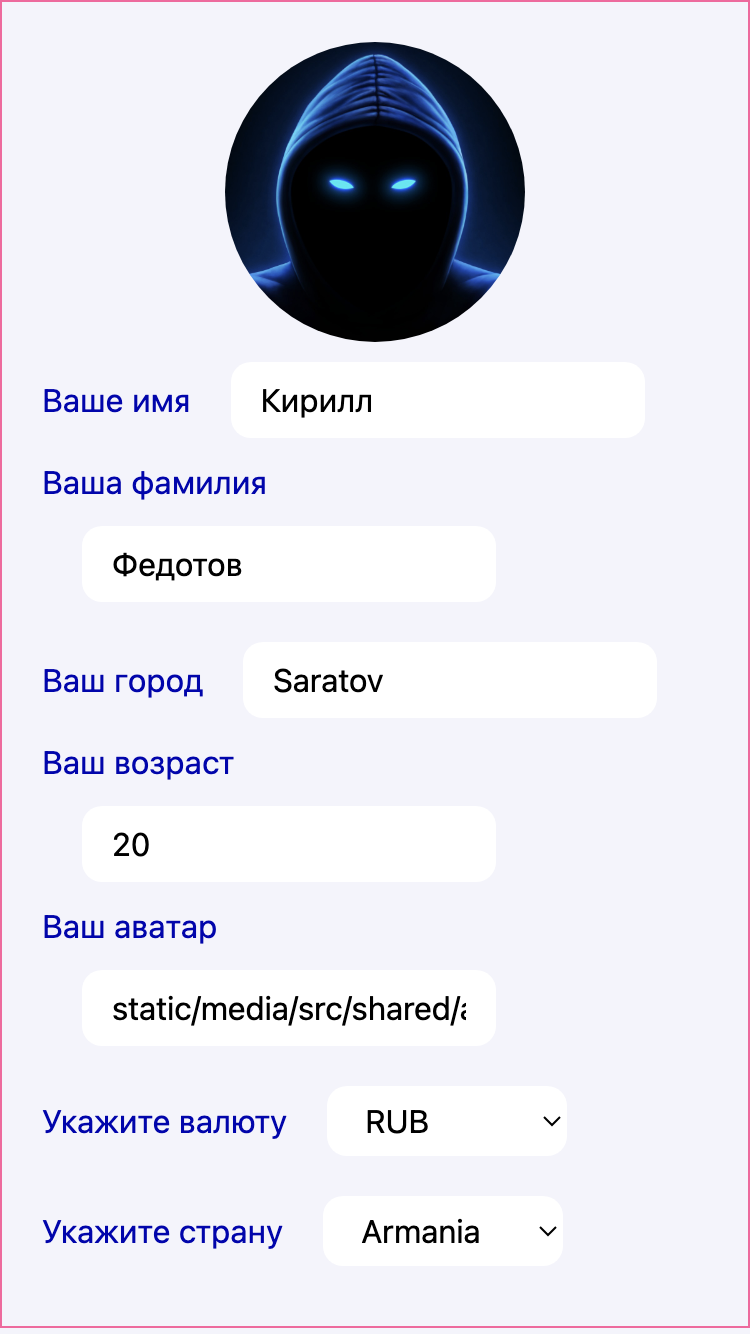 Ваше имя Кирилл
Ваша фамилия
Федотов
Ваш город Saratov
Ваш возраст
20
Ваш аватар
static/media/src/shared/a
Укажите валюту RUB
Укажите страну Armania